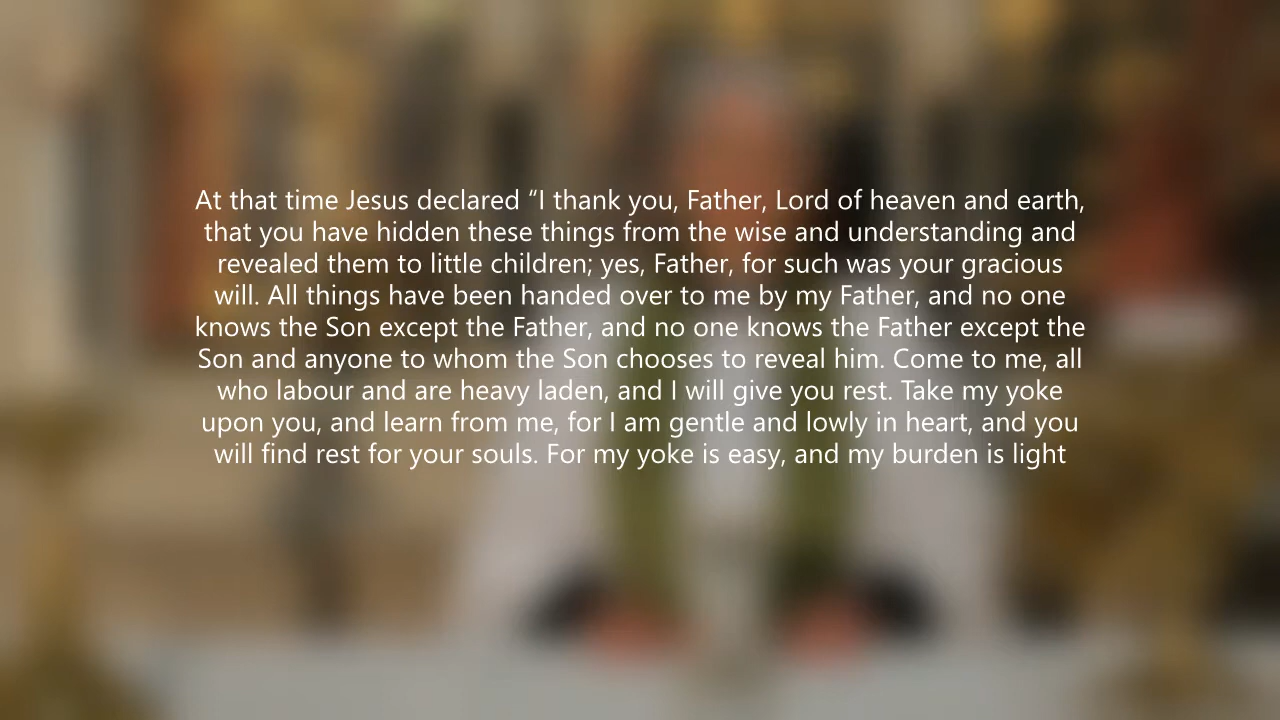 At that time Jesus declared “I thank you, Father, Lord of heaven and earth,
that you have hidden these things from the wise and understanding and
revealed them to little children; yes, Father, for such was your gracious
will. All things have been handed over to me by my Father, and no one
knows the Son except the Father, and no one knows the Father except the
Son and anyone to whom the Son chooses to reveal him. Come to me, all
who labour and are heavy laden, and I will give you rest. Take my yoke
upon you, and learn from me, for I am gentle and lowly in heart, and you
will find rest for your souls. For my yoke is easy, and my burden is light